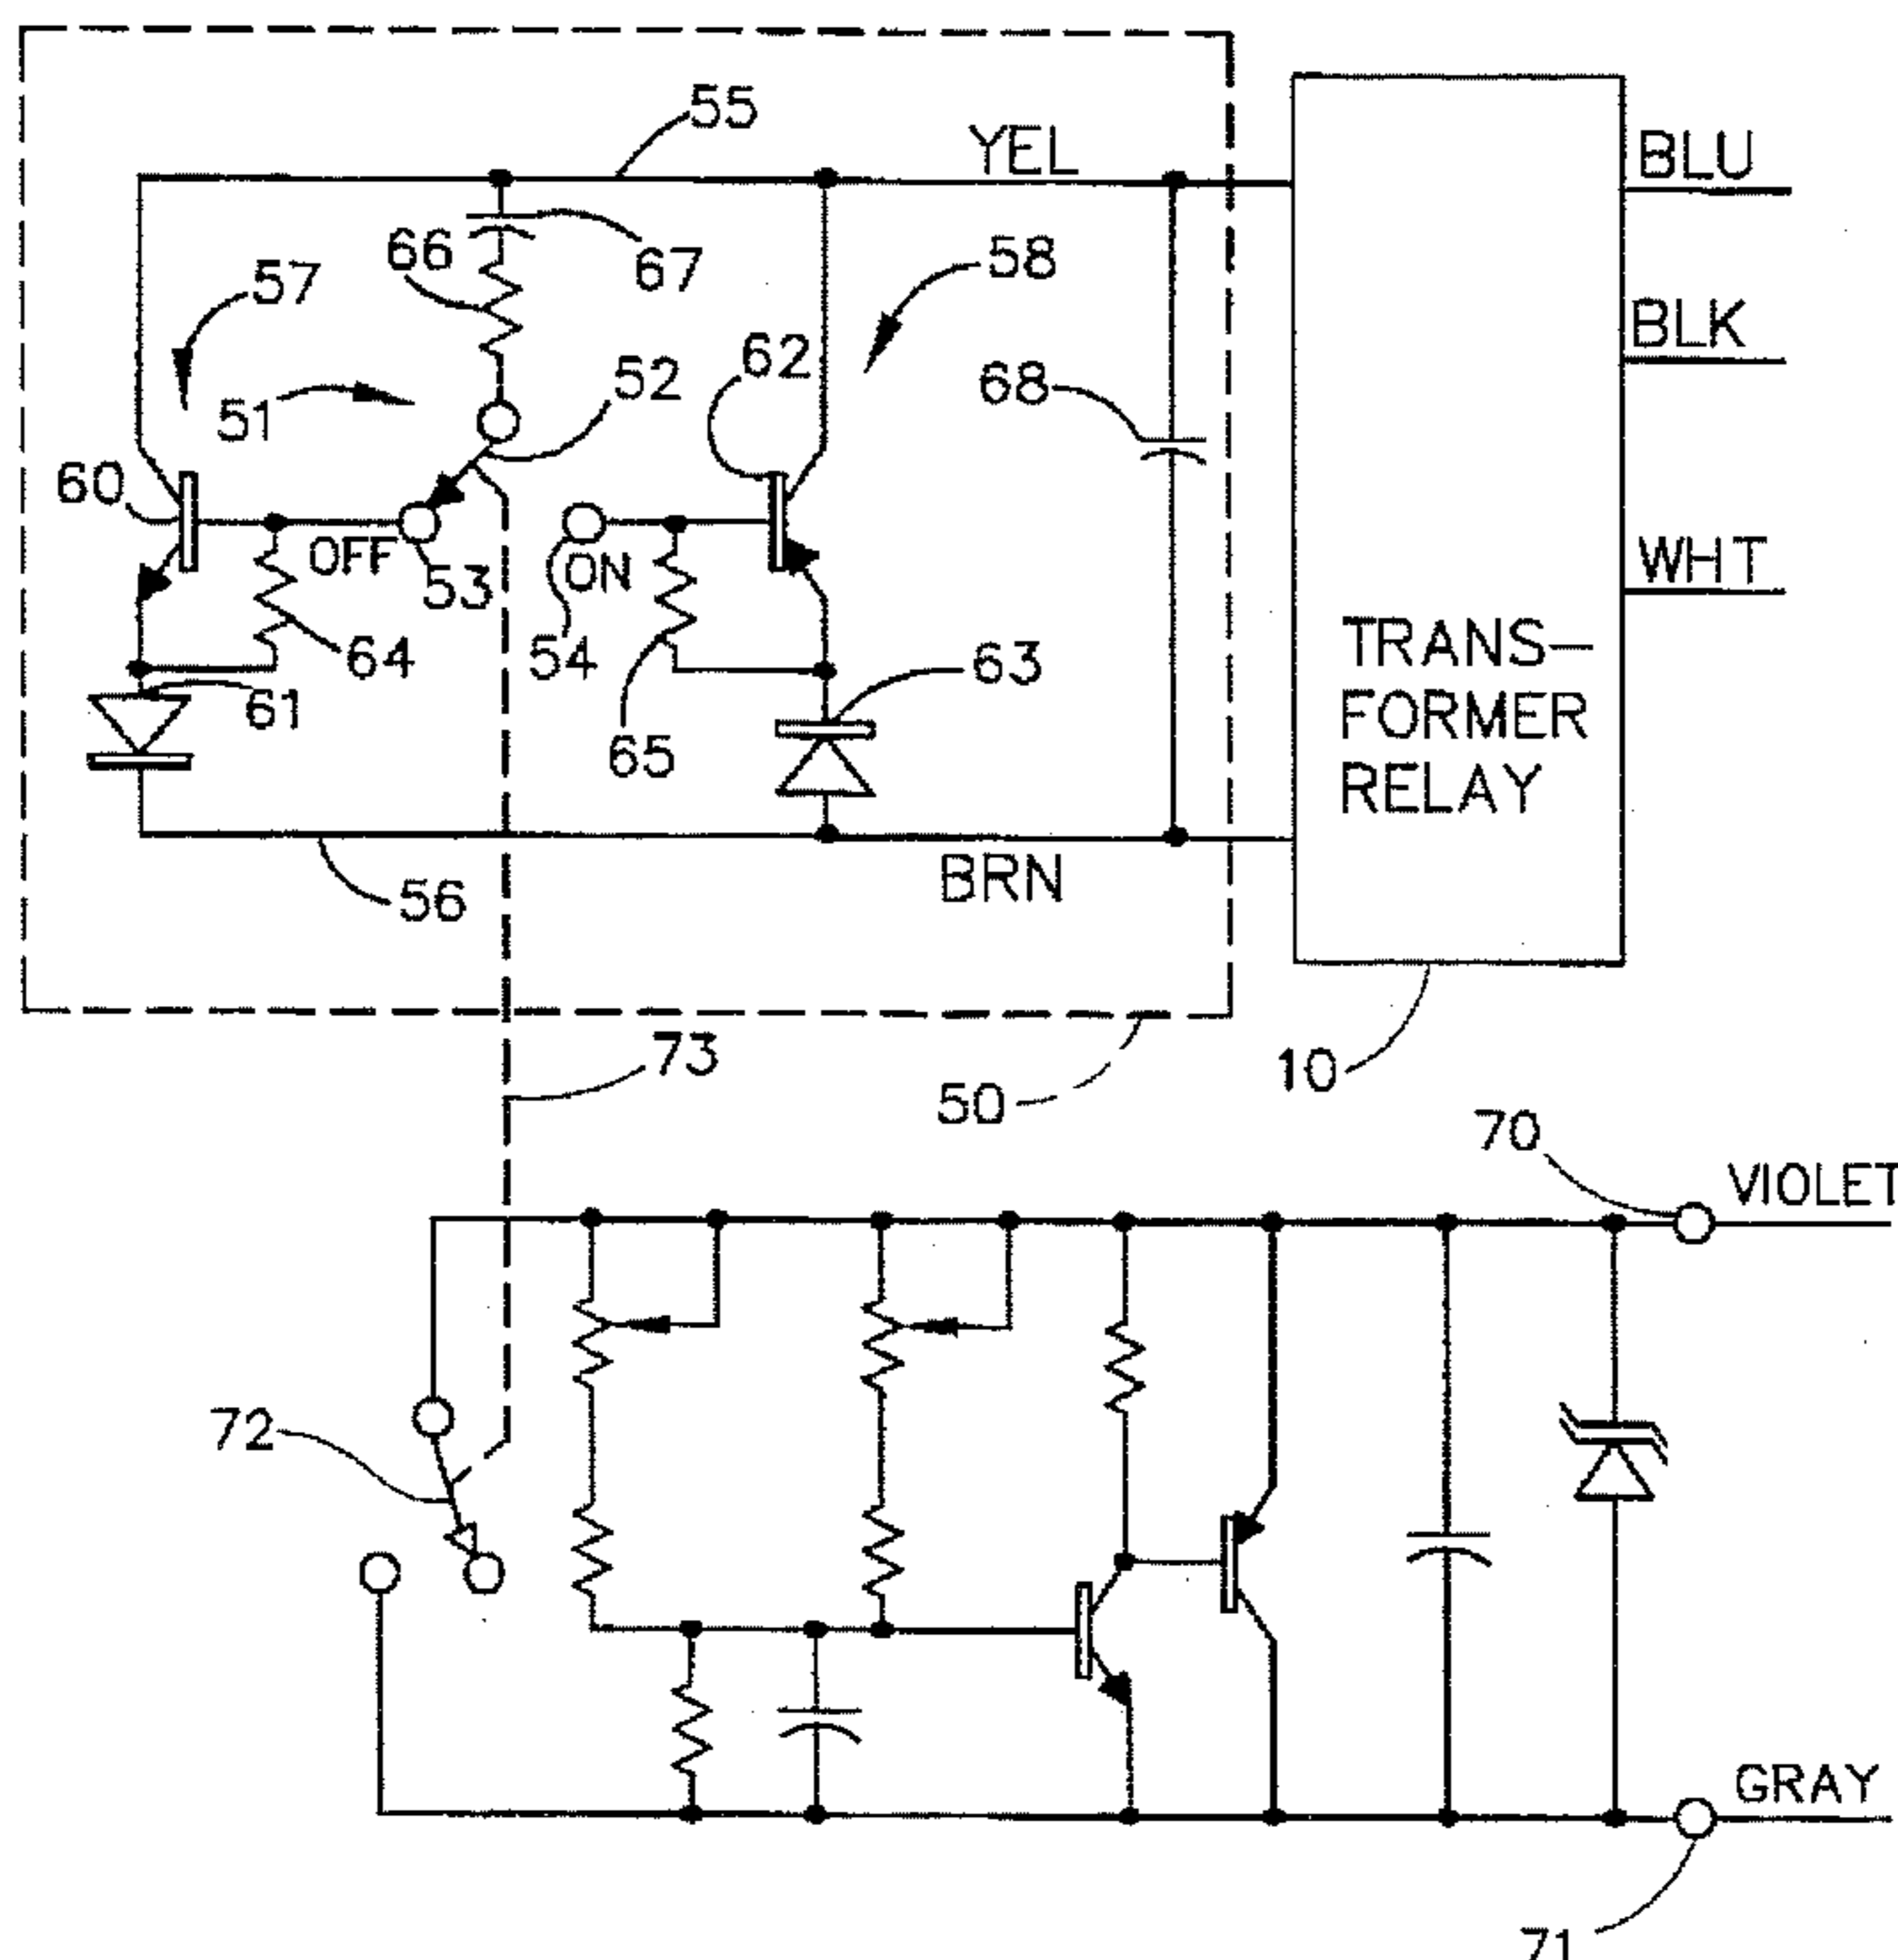 55
YEL
BLU
66
67
58
57
BLK
62
52
68
51
60
OFF
53
ON
WHT
64
54
63
61
65
TRANS-
FORMER
RELAY
BRN
56
73
50
10
70
VIOLET
72
GRAY
71